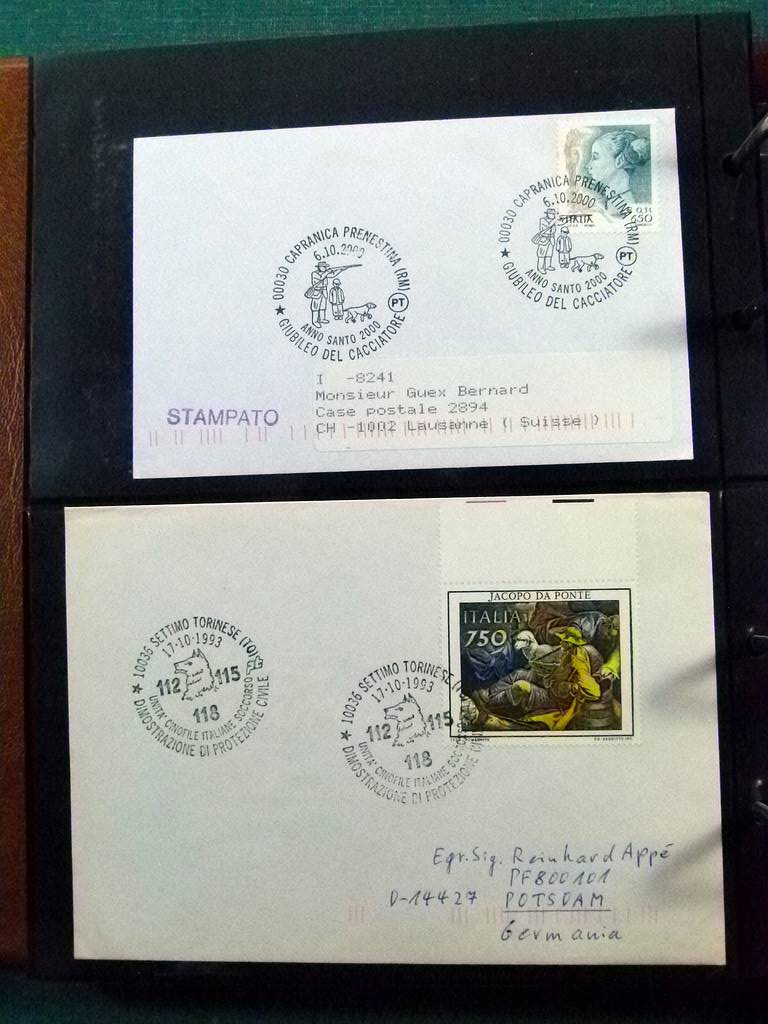 00030 CAPRANICA PRENESTINA (RM)
6.10.2000
ANNO SANTO 2000
★ GIUBILEO DEL CACCIATORE
PT
00030 CAPRANICA PRENESTINA (RM)
6.10.2000
ANNO SANTO 2000
★ GIUBILEO DEL CACCIATORE
PT
ITALIA
650
STAMPATO
I -8241
Monsieur Guex Bernard
Case postale 2894
CH -1002 Lausanne ( Suisse )
JACOPO DA PONTE
ITALIA
750
★ 10036 SETTIMO TORINESE (TO)
17-10-1993
112 115
118
UNITA' CINOFILE ITALIANE SOCCORSO
DIMOSTRAZIONE DI PROTEZIONE CIVILE
★ 10036 SETTIMO TORINESE
17-10-1993
112 115
118
UNITA' CINOFILE ITALIANE
DIMOSTRAZIONE DI PROTEZIONE
Egr. Sig. Reinhard Appé
PF 800101
D-14427 POTSDAM
Germania